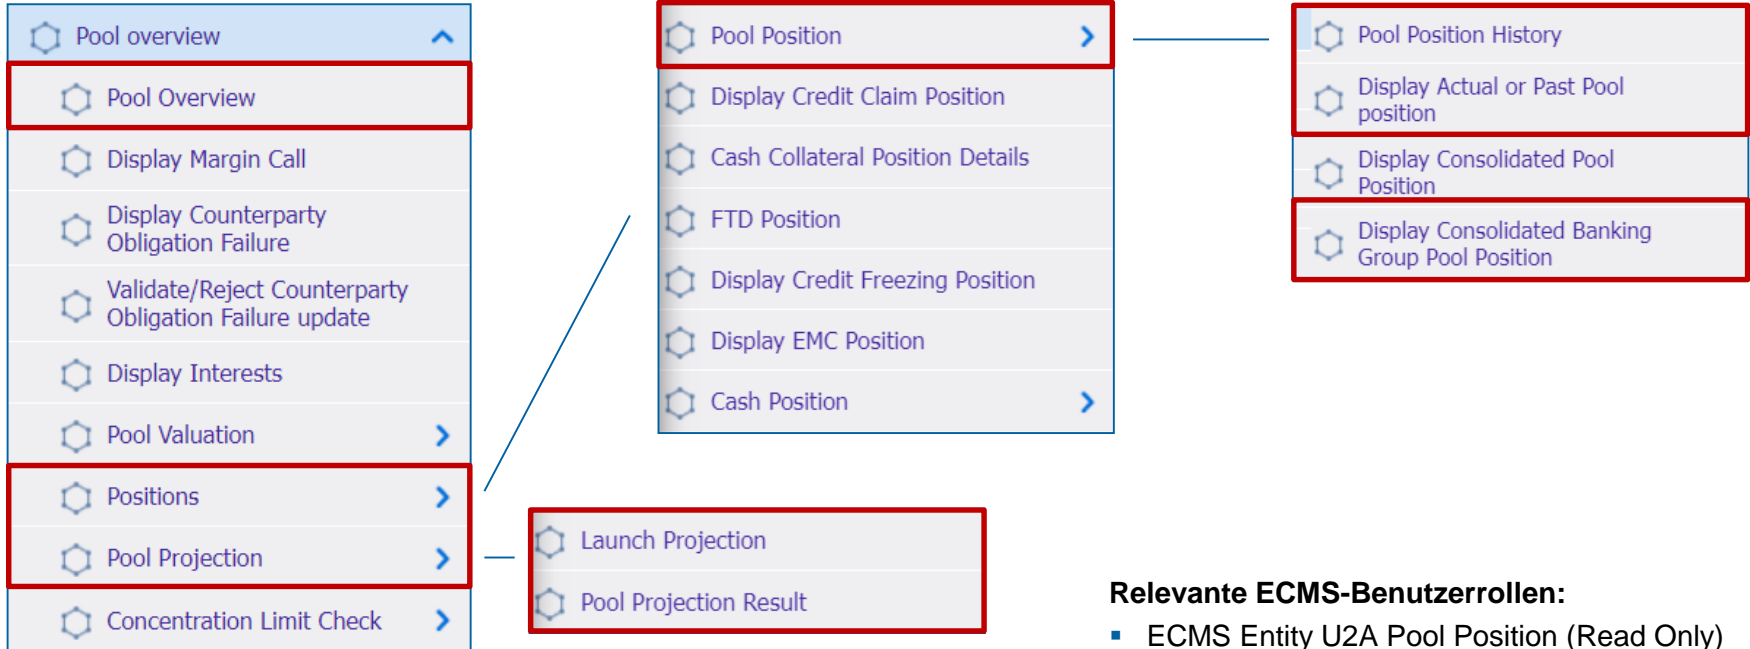 Pool overview
Pool Overview
Display Margin Call
Display Counterparty
Obligation Failure
Validate/Reject Counterparty
Obligation Failure update
Display Interests
Pool Valuation
Positions
Pool Projection
Concentration Limit Check
Pool Position
Display Credit Claim Position
Cash Collateral Position Details
FTD Position
Display Credit Freezing Position
Display EMC Position
Cash Position
Launch Projection
Pool Projection Result
Pool Position History
Display Actual or Past Pool
position
Display Consolidated Pool
Position
Display Consolidated Banking
Group Pool Position
Relevante ECMS-Benutzerrollen:
▪ ECMS Entity U2A Pool Position (Read Only)